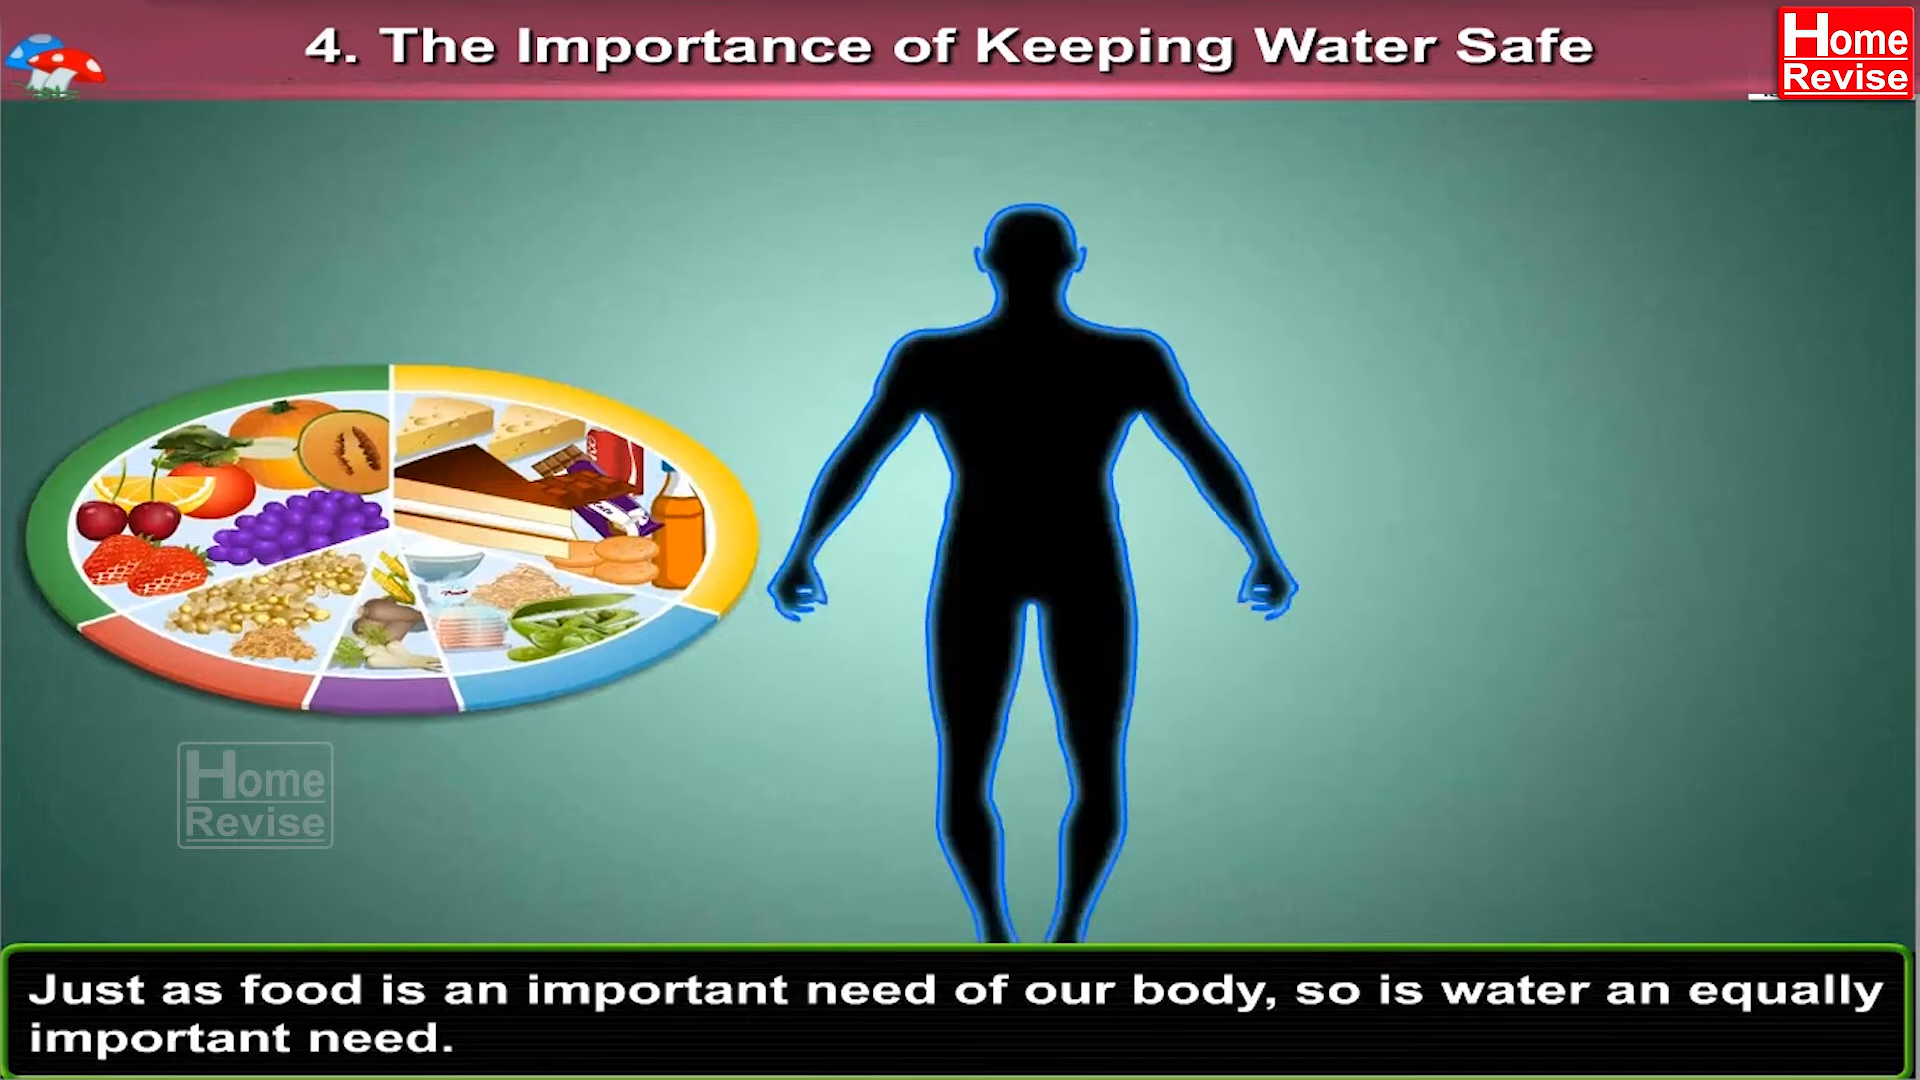 4. The Importance of Keeping Water Safe
Home
Revise
Home
Revise
Just as food is an important need of our body, so is water an equally
important need.